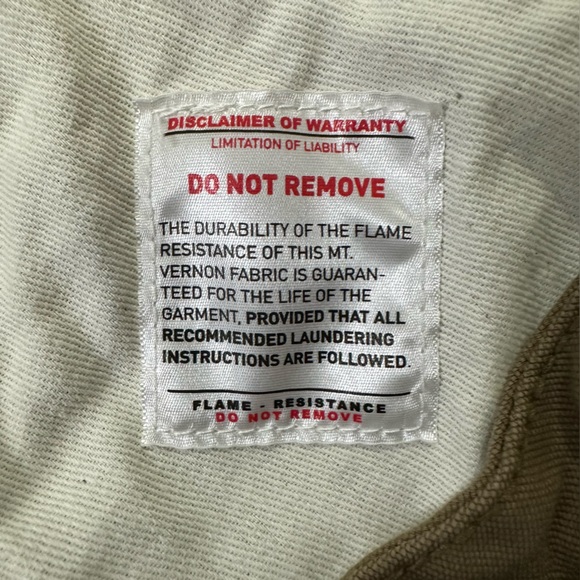 DISCLAIMER OF WARRANTY
LIMITATION OF LIABILITY
DO NOT REMOVE
THE DURABILITY OF THE FLAME
RESISTANCE OF THIS MT.
VERNON FABRIC IS GUARAN-
TEED FOR THE LIFE OF THE
GARMENT, PROVIDED THAT ALL
RECOMMENDED LAUNDERING
INSTRUCTIONS ARE FOLLOWED.
FLAME - RESISTANCE
DO NOT REMOVE